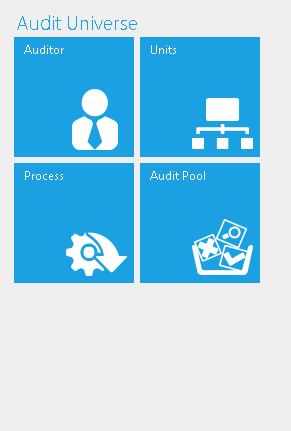 Audit Universe
Auditor
Units
Process
Audit Pool